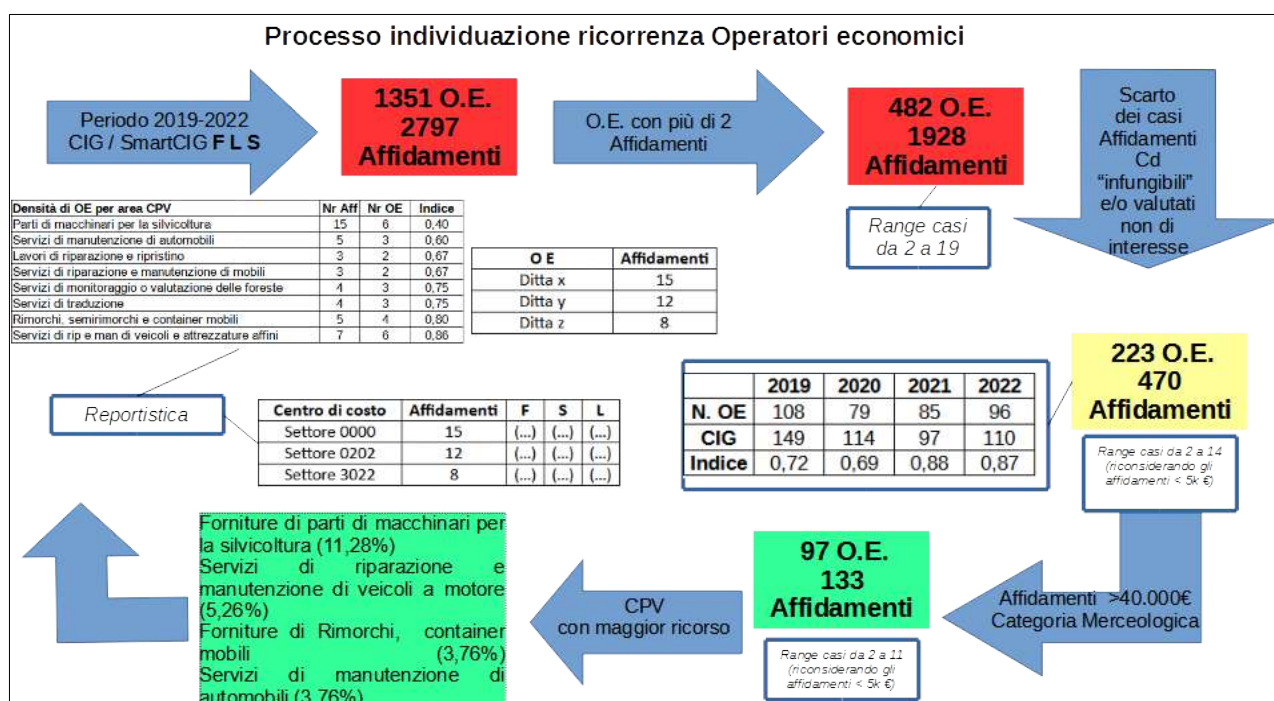 Processo individuazione ricorrenza Operatori economici
Periodo 2019-2022
CIG / SmartCIG F L S
1351 O.E.
2797
Affidamenti
O.E. con più di 2
Affidamenti
482 O.E.
1928
Affidamenti
Range casi
da 2 a 19
Scarto
dei casi
Affidamenti
Cd
“infungibili”
e/o valutati
non di
interesse
Densità di OE per area CPV Nr Aff Nr OE Indice
Parti di macchinari per la silvicoltura 15 6 0,40
Servizi di manutenzione di automobili 5 3 0,60
Lavori di riparazione e ripristino 3 2 0,67
Servizi di riparazione e manutenzione di mobili 3 2 0,67
Servizi di monitoraggio o valutazione delle foreste 4 3 0,75
Servizi di traduzione 4 3 0,75
Rimorchi, semirimorchi e container mobili 5 4 0,80
Servizi di rip e man di veicoli e attrezzature affini 7 6 0,86
O E Affidamenti
Ditta x 15
Ditta y 12
Ditta z 8
Reportistica
Centro di costo Affidamenti F S L
Settore 0000 15 (...) (...) (...)
Settore 0202 12 (...) (...) (...)
Settore 3022 8 (...) (...) (...)
2019 2020 2021 2022
N. OE 108 79 85 96
CIG 149 114 97 110
Indice 0,72 0,69 0,88 0,87
223 O.E.
470
Affidamenti
Range casi da 2 a 14
(riconsiderando gli
affidamenti < 5k €)
Affidamenti >40.000€
Categoria Merceologica
97 O.E.
133
Affidamenti
Range casi da 2 a 11
(riconsiderando gli
affidamenti < 5k €)
CPV
con maggior ricorso
Forniture di parti di macchinari per
la silvicoltura (11,28%)
Servizi di riparazione e
manutenzione di veicoli a motore
(5,26%)
Forniture di Rimorchi, container
mobili (3,76%)
Servizi di manutenzione di
automobili (3,76%)